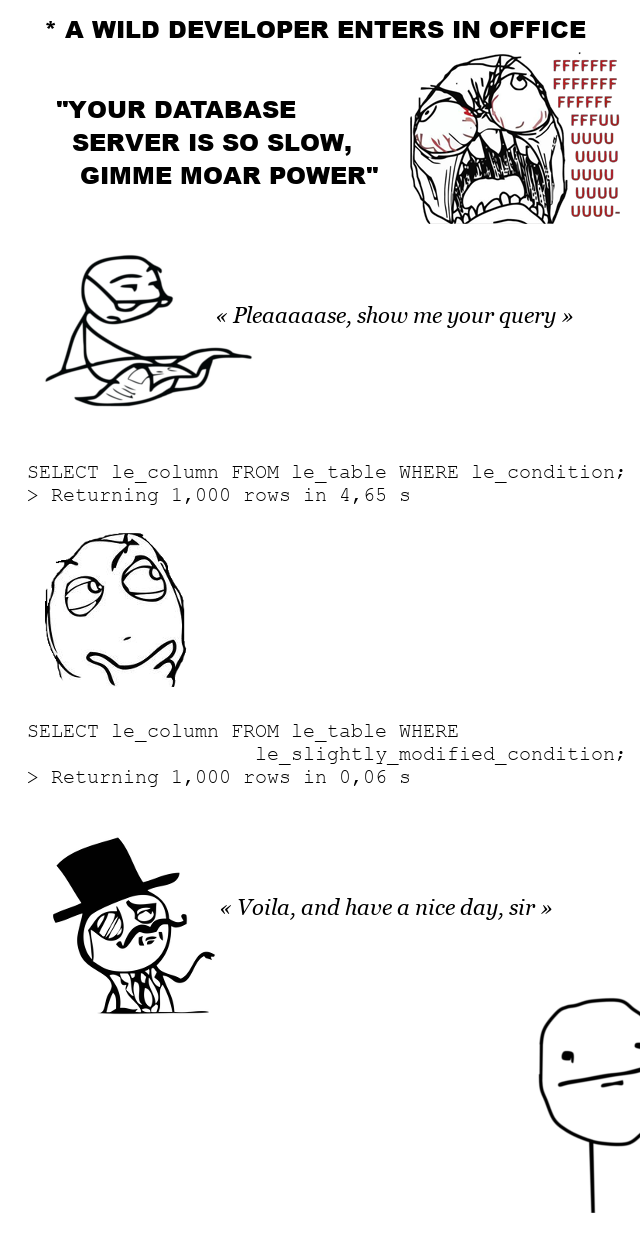 * A WILD DEVELOPER ENTERS IN OFFICE
"YOUR DATABASE
SERVER IS SO SLOW,
GIMME MOAR POWER"
FFFFFFF
FFFFFFF
FFFFFF
FFFUU
UUUU
UUUU
UUUU
UUUU
UUUU-
« Pleaaaaase, show me your query »
SELECT le_column FROM le_table WHERE le_condition;
> Returning 1,000 rows in 4,65 s
SELECT le_column FROM le_table WHERE
le_slightly_modified_condition;
> Returning 1,000 rows in 0,06 s
« Voila, and have a nice day, sir »